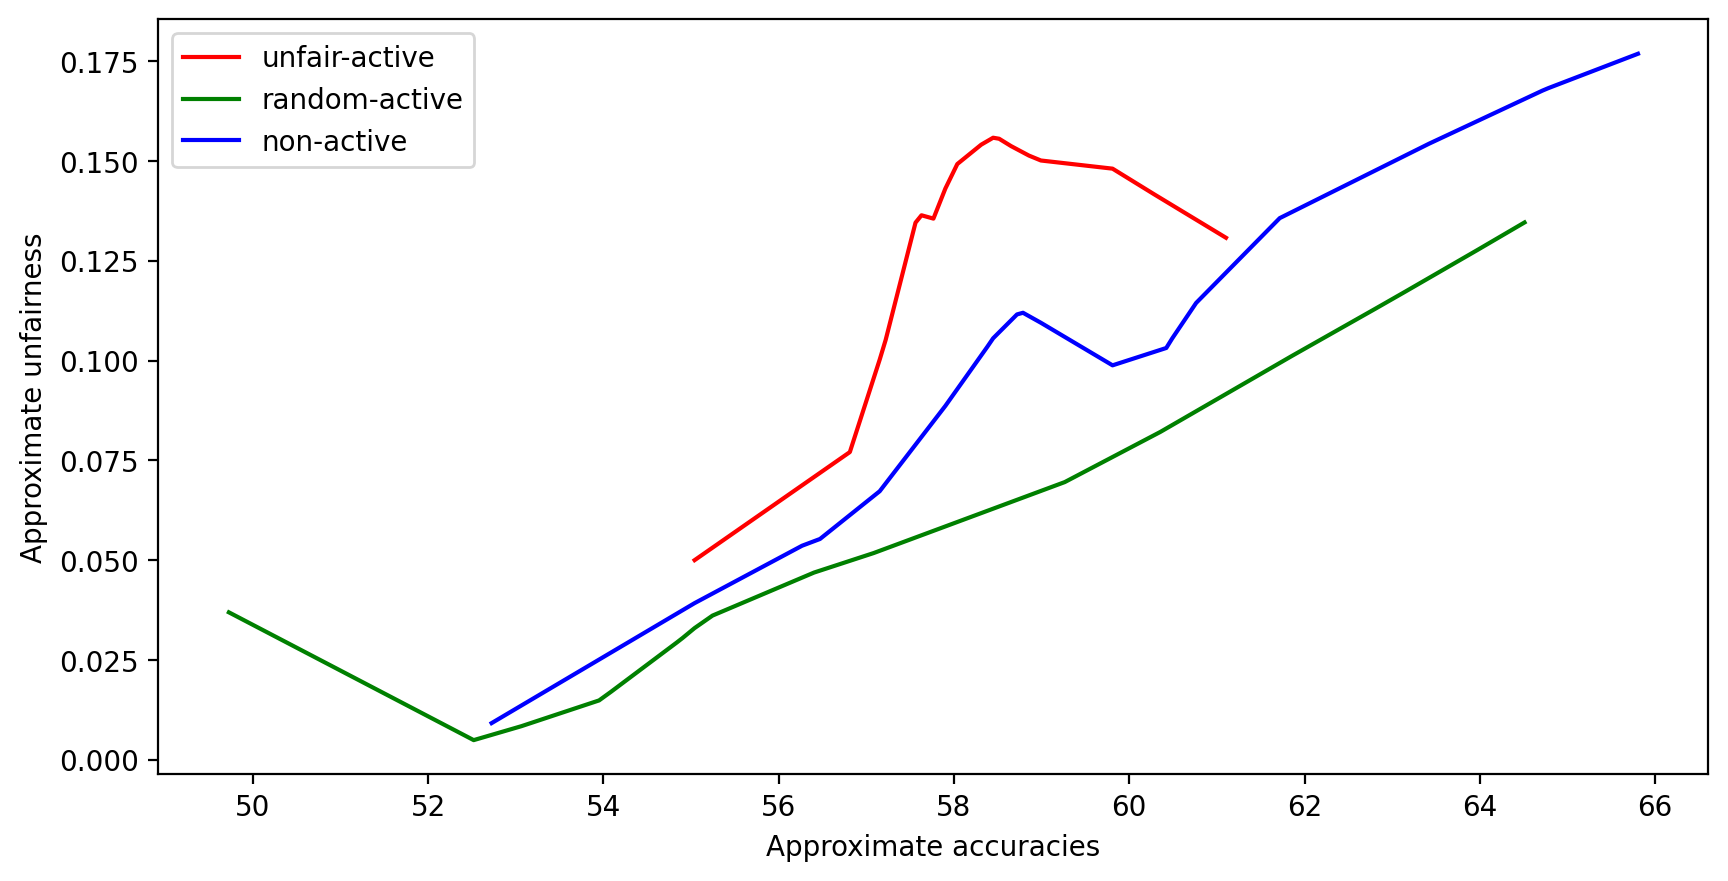 unfair-active
random-active
non-active
0.175
0.150
0.125
0.100
0.075
0.050
0.025
0.000
Approximate unfairness
50 52 54 56 58 60 62 64 66
Approximate accuracies